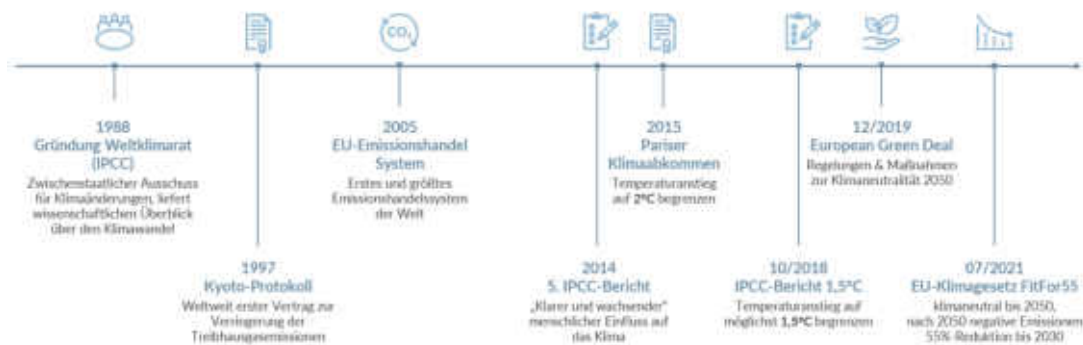 CO₂
1988
Gründung Weltklimarat
(IPCC)
Zwischenstaatlicher Ausschuss
für Klimaänderungen, liefert
wissenschaftlichen Überblick
über den Klimawandel
1997
Kyoto-Protokoll
Weltweit erster Vertrag zur
Verringerung der
Treibhausgasemissionen
2005
EU-Emissionshandel
System
Erstes und größtes
Emissionshandelssystem
der Welt
2014
5. IPCC-Bericht
„Klarer und wachsender“
menschlicher Einfluss auf
das Klima
2015
Pariser
Klimaabkommen
Temperaturanstieg
auf 2°C begrenzen
10/2018
IPCC-Bericht 1,5°C
Temperaturanstieg auf
möglichst 1,5°C begrenzen
12/2019
European Green Deal
Regelungen & Maßnahmen
zur Klimaneutralität 2050
07/2021
EU-Klimagesetz FitFor55
klimaneutral bis 2050,
nach 2050 negative Emissionen
55% Reduktion bis 2030